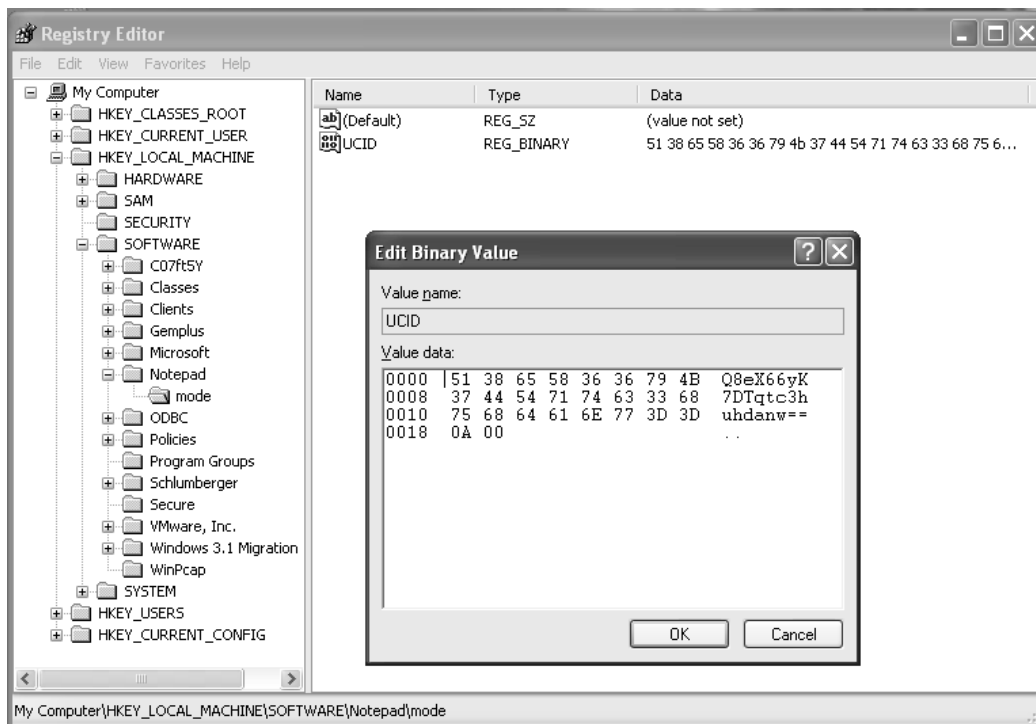 Registry Editor
File Edit View Favorites Help
My Computer
HKEY_CLASSES_ROOT
HKEY_CURRENT_USER
HKEY_LOCAL_MACHINE
HARDWARE
SAM
SECURITY
SOFTWARE
C07ft5Y
Classes
Clients
Gemplus
Microsoft
Notepad
mode
ODBC
Policies
Program Groups
Schlumberger
Secure
VMware, Inc.
Windows 3.1 Migration
WinPcap
SYSTEM
HKEY_USERS
HKEY_CURRENT_CONFIG
Name Type Data
(Default) REG_SZ (value not set)
UCID REG_BINARY 51 38 65 58 36 36 79 4b 37 44 54 71 74 63 33 68 75 6...
Edit Binary Value
Value name:
UCID
Value data:
0000 51 38 65 58 36 36 79 4B Q8eX66yK
0008 37 44 54 71 74 63 33 68 7DTqtc3h
0010 75 68 64 61 6E 77 3D 3D uhdanw==
0018 0A 00 ..
OK Cancel
My Computer\HKEY_LOCAL_MACHINE\SOFTWARE\Notepad\mode